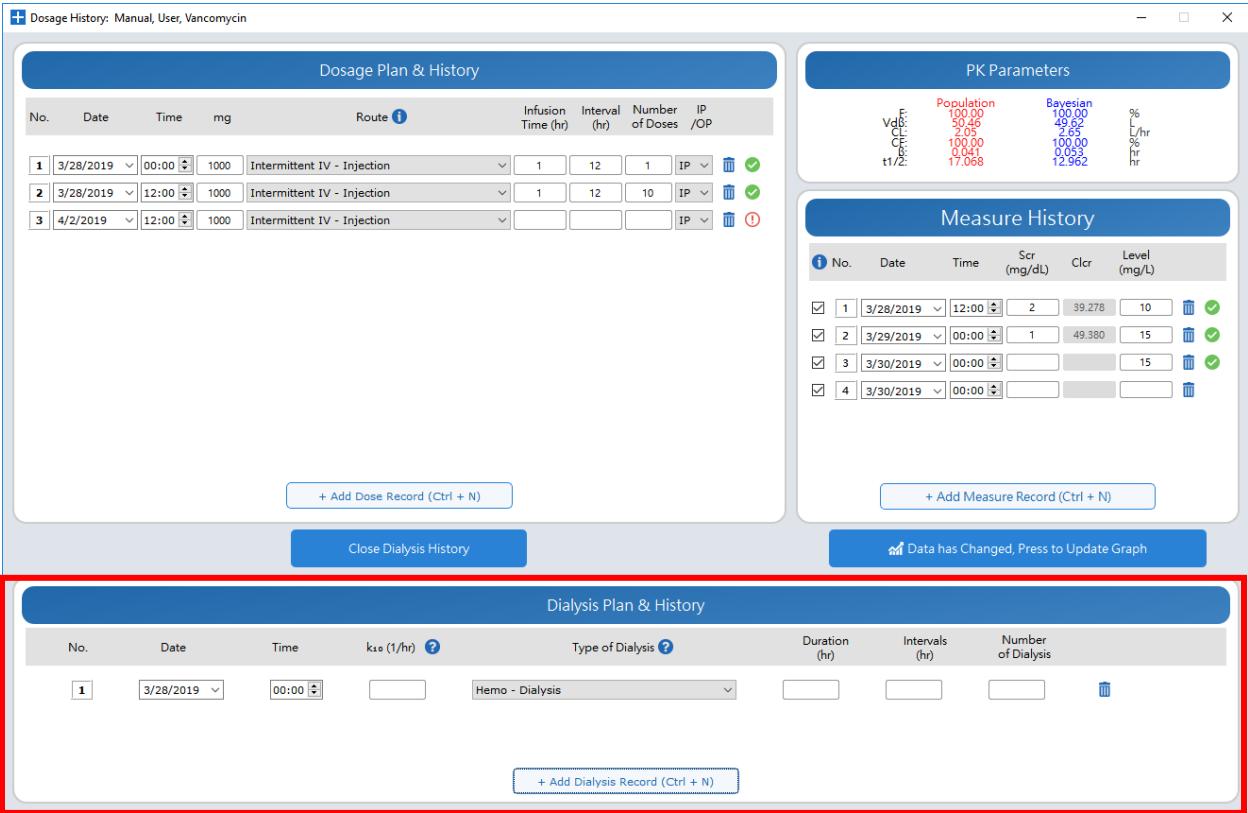 Dosage History: Manual, User, Vancomycin
Dosage Plan & History
No. Date Time mg Route Infusion Time (hr) Interval (hr) Number of Doses IP /OP
1 3/28/2019 00:00 1000 Intermittent IV - Injection 1 12 1 IP
2 3/28/2019 12:00 1000 Intermittent IV - Injection 1 12 10 IP
3 4/2/2019 12:00 1000 Intermittent IV - Injection IP
+ Add Dose Record (Ctrl + N)
Close Dialysis History
PK Parameters
Population Bayesian
F: 100.00 100.00 %
Vdß: 50.46 49.62 L
CL: 2.05 2.65 L/hr
CF: 100.00 100.00 %
ß: 0.041 0.053 hr
t1/2: 17.068 12.962 hr
Measure History
No. Date Time Scr (mg/dL) Clcr Level (mg/L)
1 3/28/2019 12:00 2 39.278 10
2 3/29/2019 00:00 1 49.380 15
3 3/30/2019 00:00 15
4 3/30/2019 00:00
+ Add Measure Record (Ctrl + N)
Data has Changed, Press to Update Graph
Dialysis Plan & History
No. Date Time k₁₀ (1/hr) ? Type of Dialysis ? Duration (hr) Intervals (hr) Number of Dialysis
1 3/28/2019 00:00 Hemo - Dialysis
+ Add Dialysis Record (Ctrl + N)